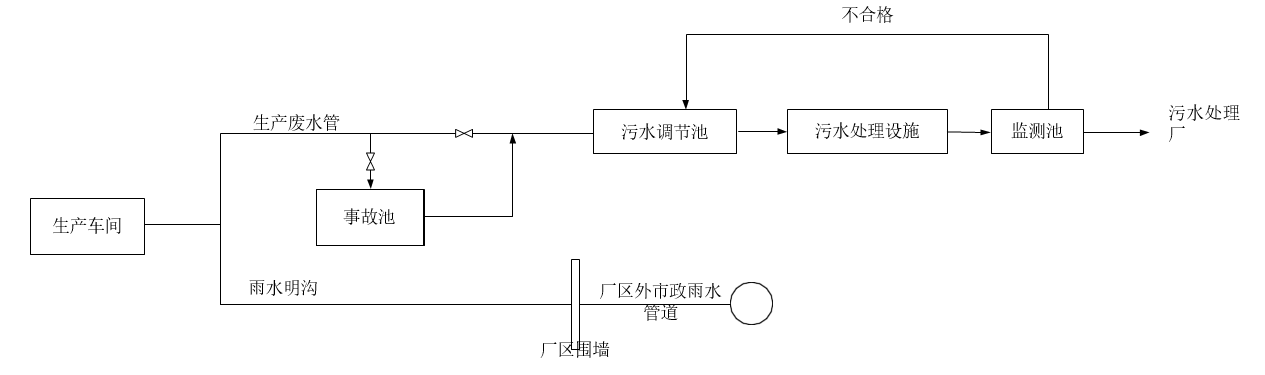 不合格
生产废水管
污水调节池
污水处理设施
监测池
污水处理
厂
生产车间
事故池
雨水明沟
厂区外市政雨水
管道
厂区围墙